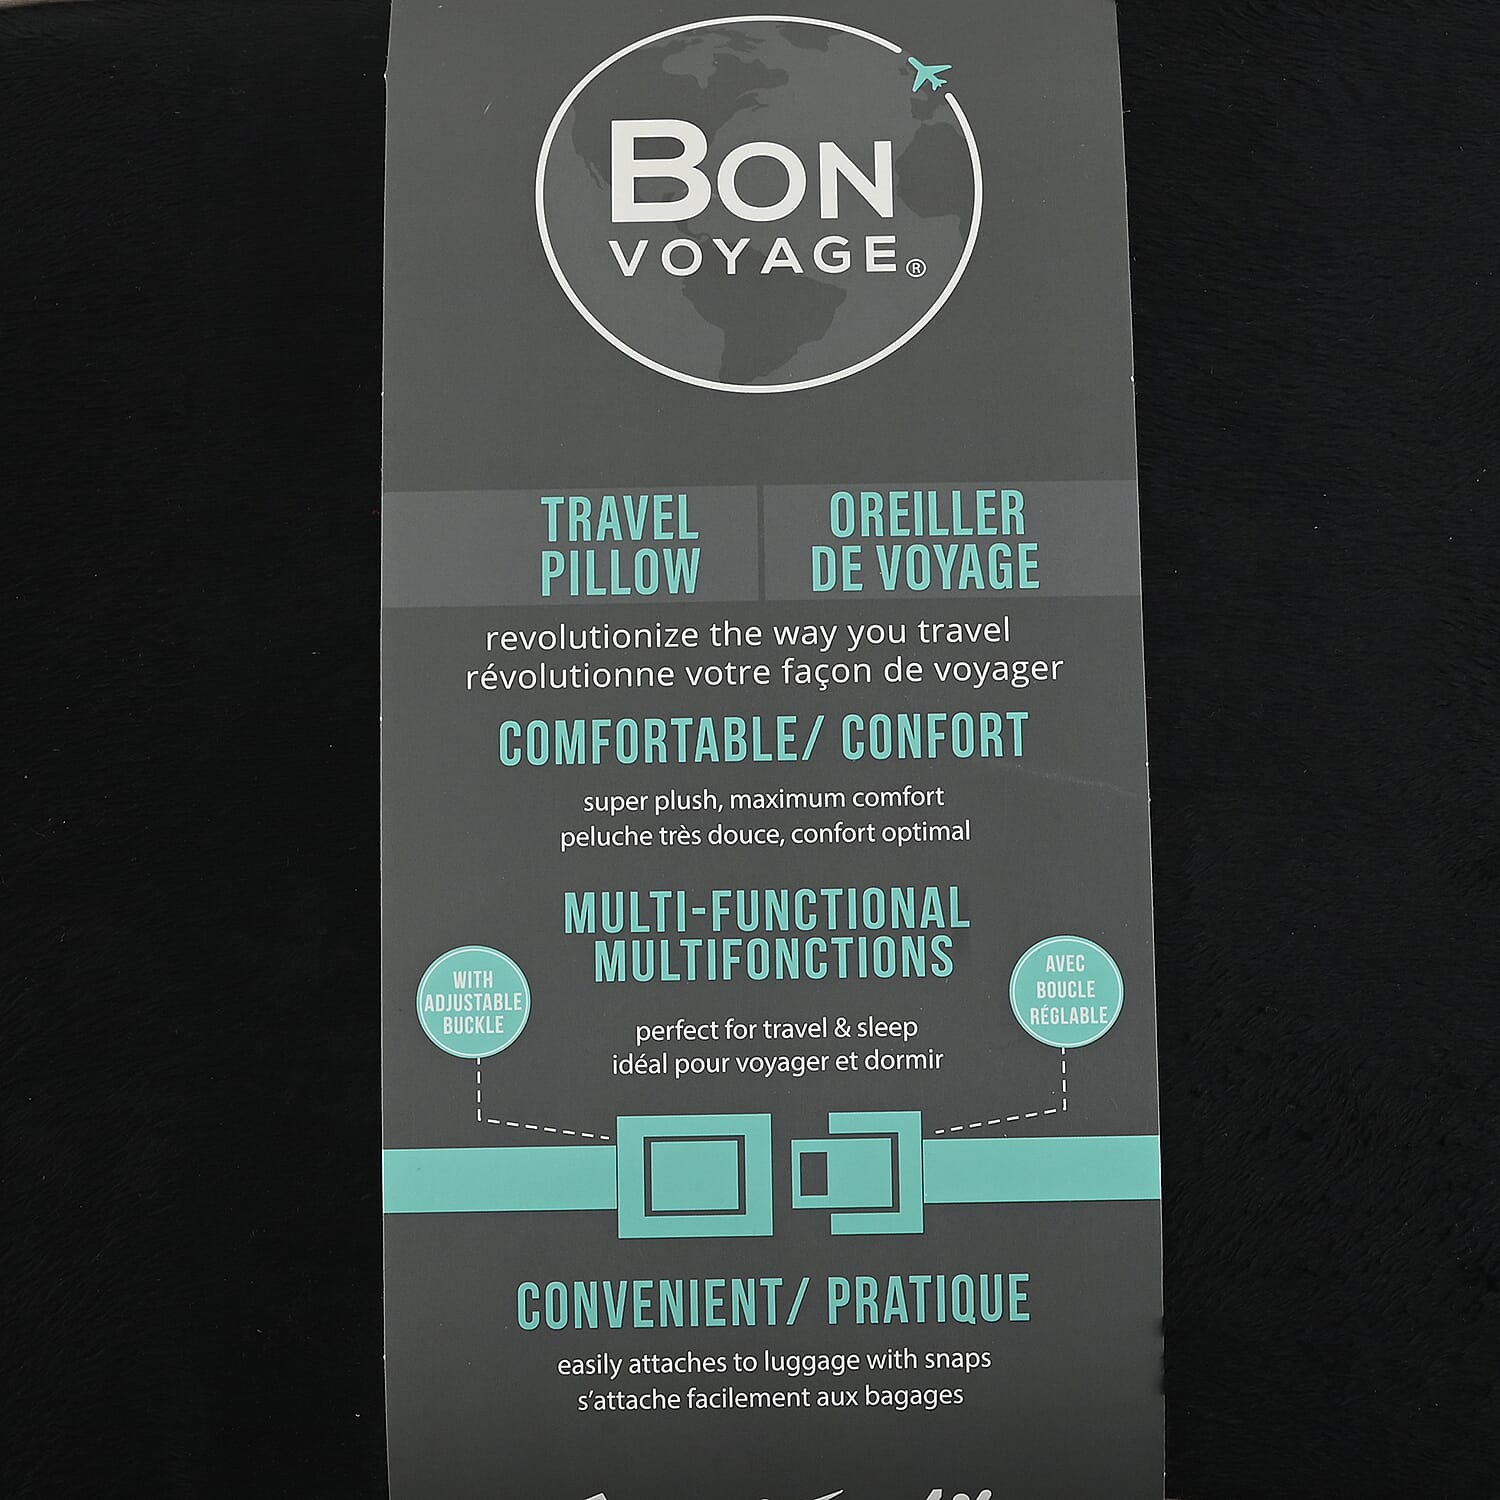 BON
VOYAGE®
TRAVEL
PILLOW
OREILLER
DE VOYAGE
revolutionize the way you travel
révolutionne votre façon de voyager
COMFORTABLE/ CONFORT
super plush, maximum comfort
peluche très douce, confort optimal
MULTI-FUNCTIONAL
MULTIFONCTIONS
WITH
ADJUSTABLE
BUCKLE
AVEC
BOUCLE
RÉGLABLE
perfect for travel & sleep
idéal pour voyager et dormir
CONVENIENT/ PRATIQUE
easily attaches to luggage with snaps
s'attache facilement aux bagages